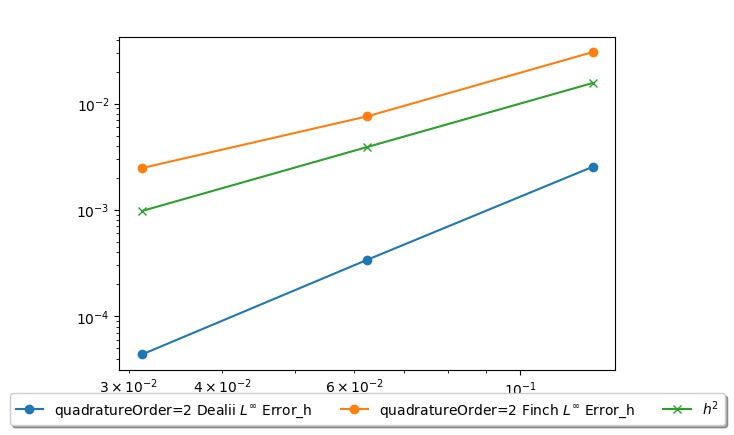 10⁻²
10⁻³
10⁻⁴
3 × 10⁻² 4 × 10⁻² 6 × 10⁻² 10⁻¹
quadratureOrder=2 Dealii L∞ Error_h quadratureOrder=2 Finch L∞ Error_h h²